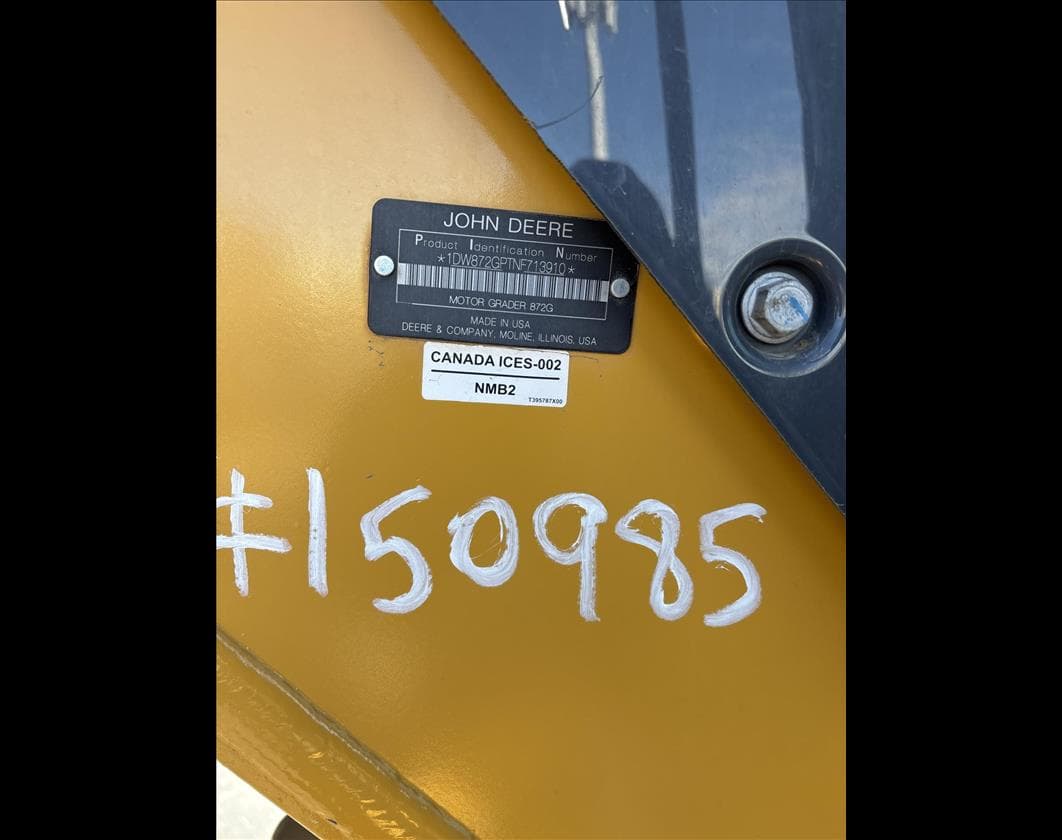 JOHN DEERE
Product Identification Number
*1DW872GPTNF713910*
MOTOR GRADER 872G
MADE IN USA
DEERE & COMPANY, MOLINE, ILLINOIS, USA
CANADA ICES-002
NMB2
T395787X00
#150985